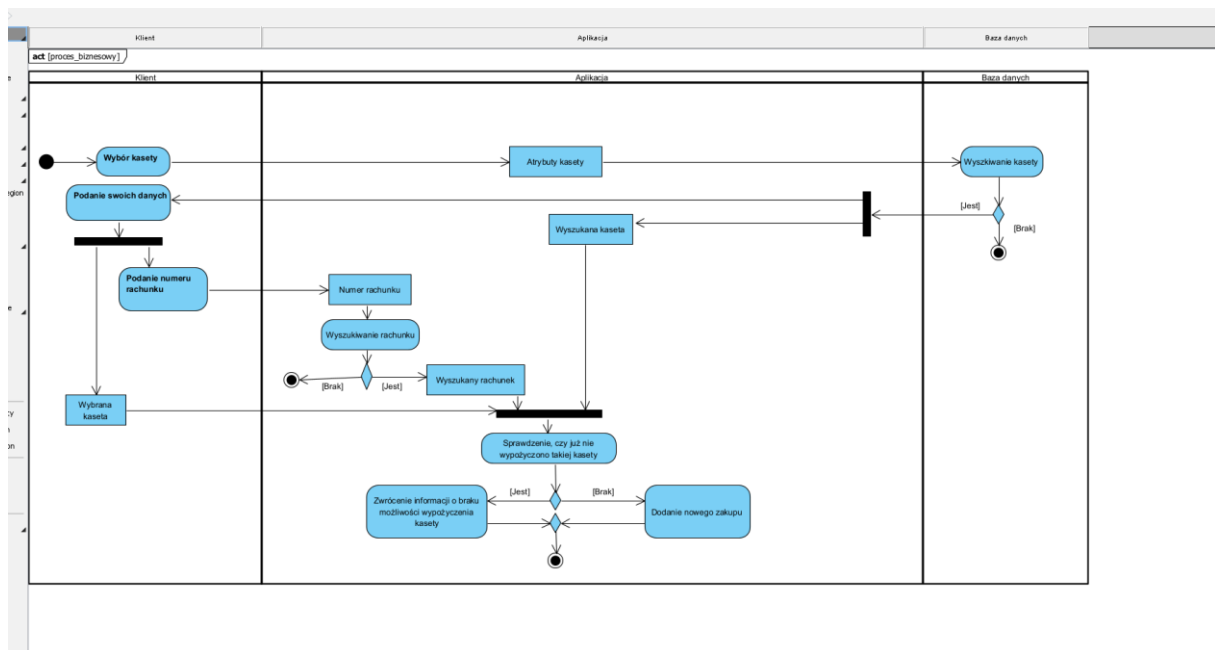 Klient
Aplikacja
Baza danych
act [proces_biznesowy]
Klient
Aplikacja
Baza danych
Wybór kasety
Atrybuty kasety
Wyszkiwanie kasety
Podanie swoich danych
[Jest]
[Brak]
Wyszukana kaseta
Podanie numeru
rachunku
Numer rachunku
Wyszukiwanie rachunku
[Brak]
[Jest]
Wyszukany rachunek
Wybrana
kaseta
Sprawdzenie, czy już nie
wypożyczono takiej kasety
[Jest]
[Brak]
Zwrócenie informacji o braku
możliwości wypożyczenia
kasety
Dodanie nowego zakupu